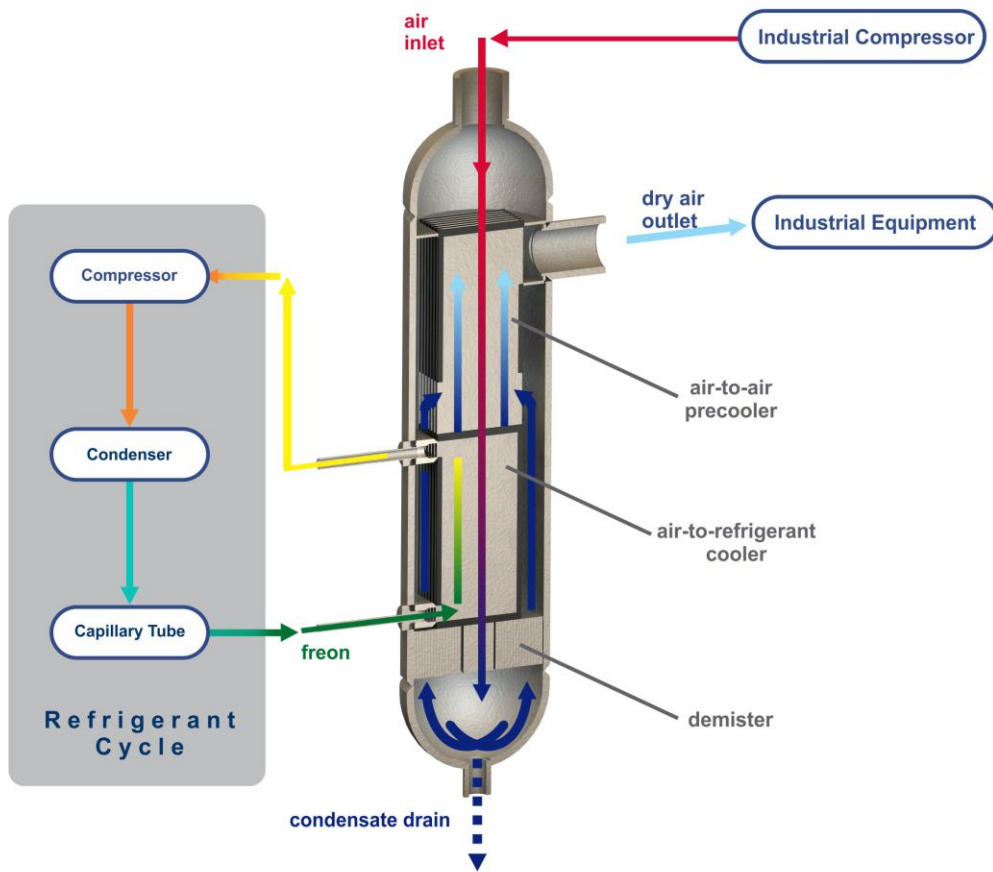 air
inlet
Industrial Compressor
dry air
outlet
Industrial Equipment
Compressor
air-to-air
precooler
Condenser
air-to-refrigerant
cooler
Capillary Tube
freon
Refrigerant
Cycle
demister
condensate drain